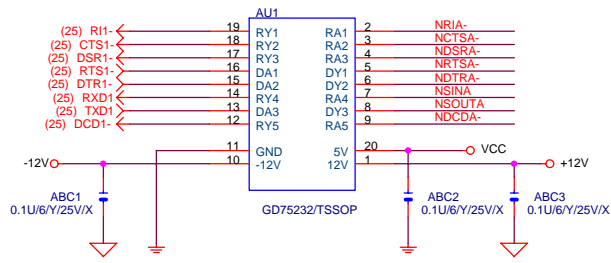 AU1
(25) RI1- 19 RY1 RA1 2 NRIA-
(25) CTS1- 18 RY2 RA2 3 NCTSA-
(25) DSR1- 17 RY3 RA3 4 NDSRA-
(25) RTS1- 16 DA1 DY1 5 NRTSA-
(25) DTR1- 15 DA2 DY2 6 NDTRA-
(25) RXD1 14 RY4 RA4 7 NSINA
(25) TXD1 13 DA3 DY3 8 NSOUTA
(25) DCD1- 12 RY5 RA5 9 NDCDA-
11 GND 5V 20 VCC
-12V 10 -12V 12V 1 +12V
ABC1
0.1U/6/Y/25V/X
GD75232/TSSOP
ABC2
0.1U/6/Y/25V/X
ABC3
0.1U/6/Y/25V/X